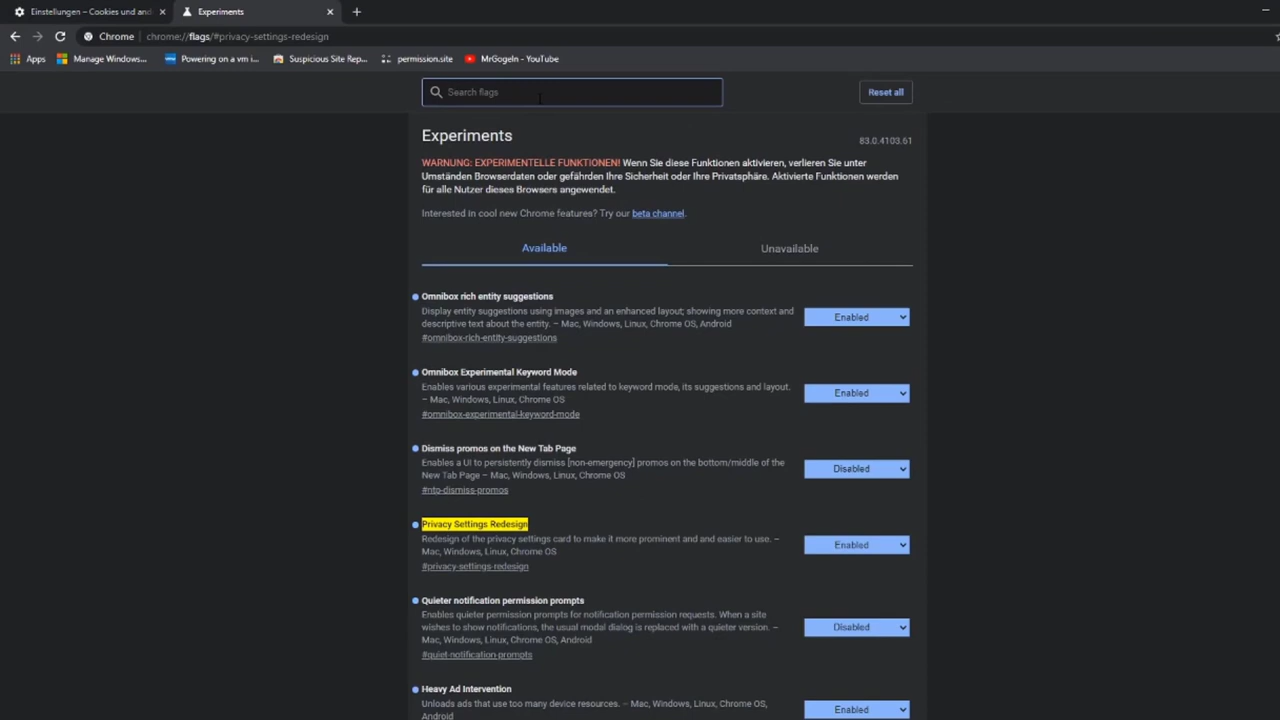 Einstellungen – Cookies und an
Experiments
Chrome
chrome://flags/#privacy-settings-redesign
Apps
Manage Windows...
Powering on a vm i...
Suspicious Site Rep...
permission.site
MrGogeln - YouTube
Search flags
Reset all
Experiments
83.0.4103.61
WARNUNG: EXPERIMENTELLE FUNKTIONEN! Wenn Sie diese Funktionen aktivieren, verlieren Sie unter
Umständen Browserdaten oder gefährden Ihre Sicherheit oder Ihre Privatsphäre. Aktivierte Funktionen werden
für alle Nutzer dieses Browsers angewendet.
Interested in cool new Chrome features? Try our beta channel.
Available
Unavailable
Omnibox rich entity suggestions
Display entity suggestions using images and an enhanced layout; showing more context and
descriptive text about the entity. – Mac, Windows, Linux, Chrome OS, Android
#omnibox-rich-entity-suggestions
Enabled
Omnibox Experimental Keyword Mode
Enables various experimental features related to keyword mode, its suggestions and layout.
– Mac, Windows, Linux, Chrome OS
#omnibox-experimental-keyword-mode
Enabled
Dismiss promos on the New Tab Page
Enables a UI to persistently dismiss [non-emergency] promos on the bottom/middle of the
New Tab Page – Mac, Windows, Linux, Chrome OS
#ntp-dismiss-promos
Disabled
Privacy Settings Redesign
Redesign of the privacy settings card to make it more prominent and and easier to use. –
Mac, Windows, Linux, Chrome OS
#privacy-settings-redesign
Enabled
Quieter notification permission prompts
Enables quieter permission prompts for notification permission requests. When a site
wishes to show notifications, the usual modal dialog is replaced with a quieter version. –
Mac, Windows, Linux, Chrome OS, Android
#quiet-notification-prompts
Disabled
Heavy Ad Intervention
Unloads ads that use too many device resources. – Mac, Windows, Linux, Chrome OS,
Android
Enabled